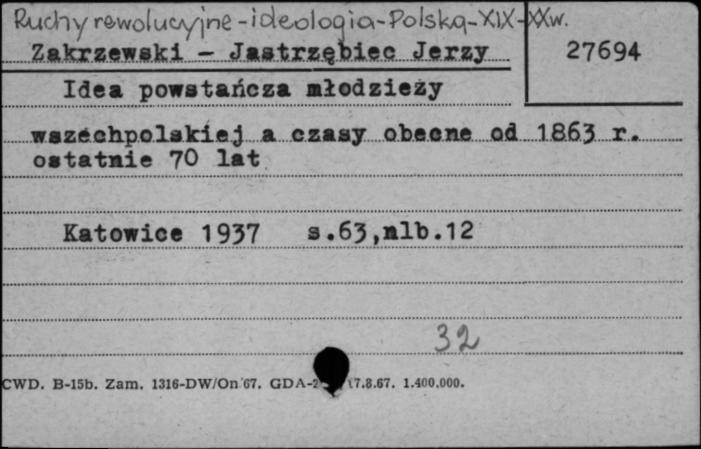 Ruchy rewolucyjne-ideologia-Polska-XIX-XXw.
Zakrzewski - Jastrzębiec Jerzy 27694
Idea powstańcza młodzieży
wszechpolskiej a czasy obecne od 1863 r.
ostatnie 70 lat
Katowice 1937 s.63,nlb.12
32
CWD. B-15b. Zam. 1316-DW/On.67. GDA-2 17.8.67. 1.400.000.